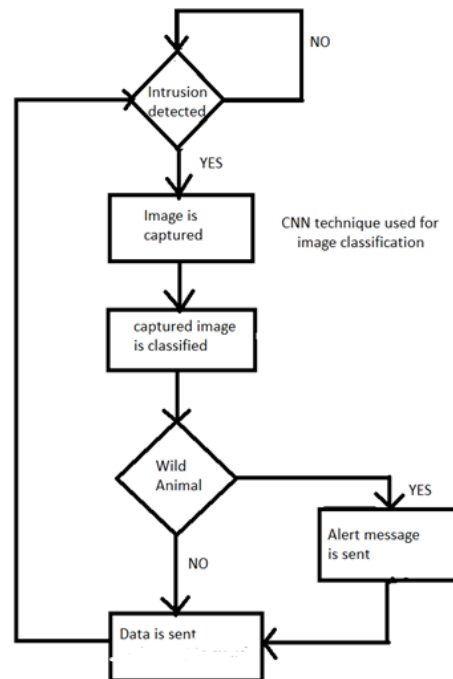 NO
Intrusion
detected
YES
Image is
captured
CNN technique used for
image classification
captured image
is classified
Wild
Animal
YES
Alert message
is sent
NO
Data is sent